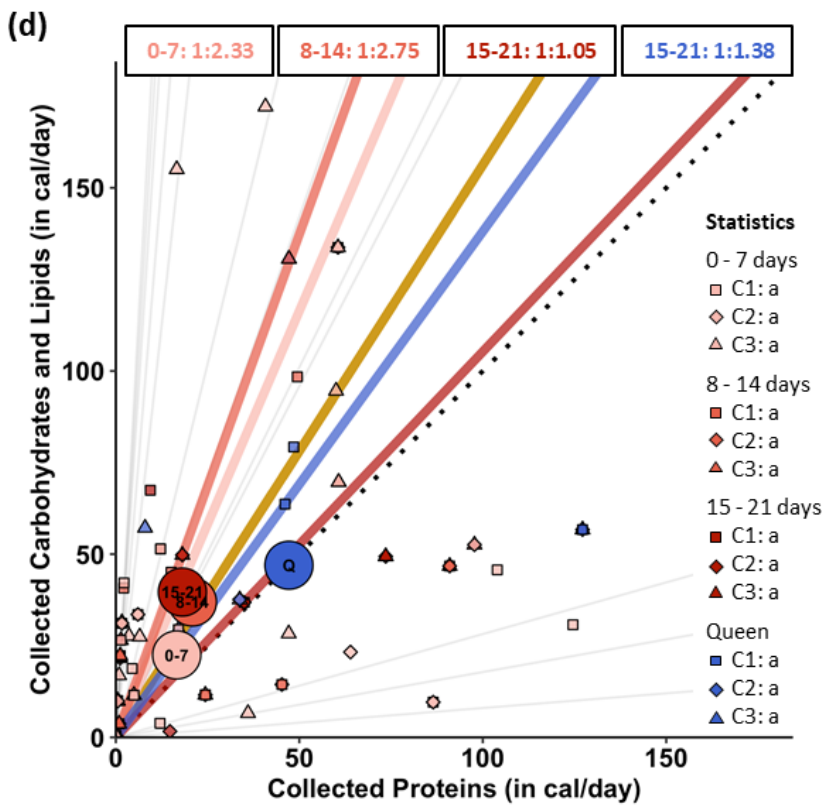 (d)
0-7: 1:2.33
8-14: 1:2.75
15-21: 1:1.05
15-21: 1:1.38
Collected Carbohydrates and Lipids (in cal/day)
150
100
50
0
0
50
100
150
Collected Proteins (in cal/day)
15-21
8-14
0-7
Q
Statistics
0 - 7 days
C1: a
C2: a
C3: a
8 - 14 days
C1: a
C2: a
C3: a
15 - 21 days
C1: a
C2: a
C3: a
Queen
C1: a
C2: a
C3: a